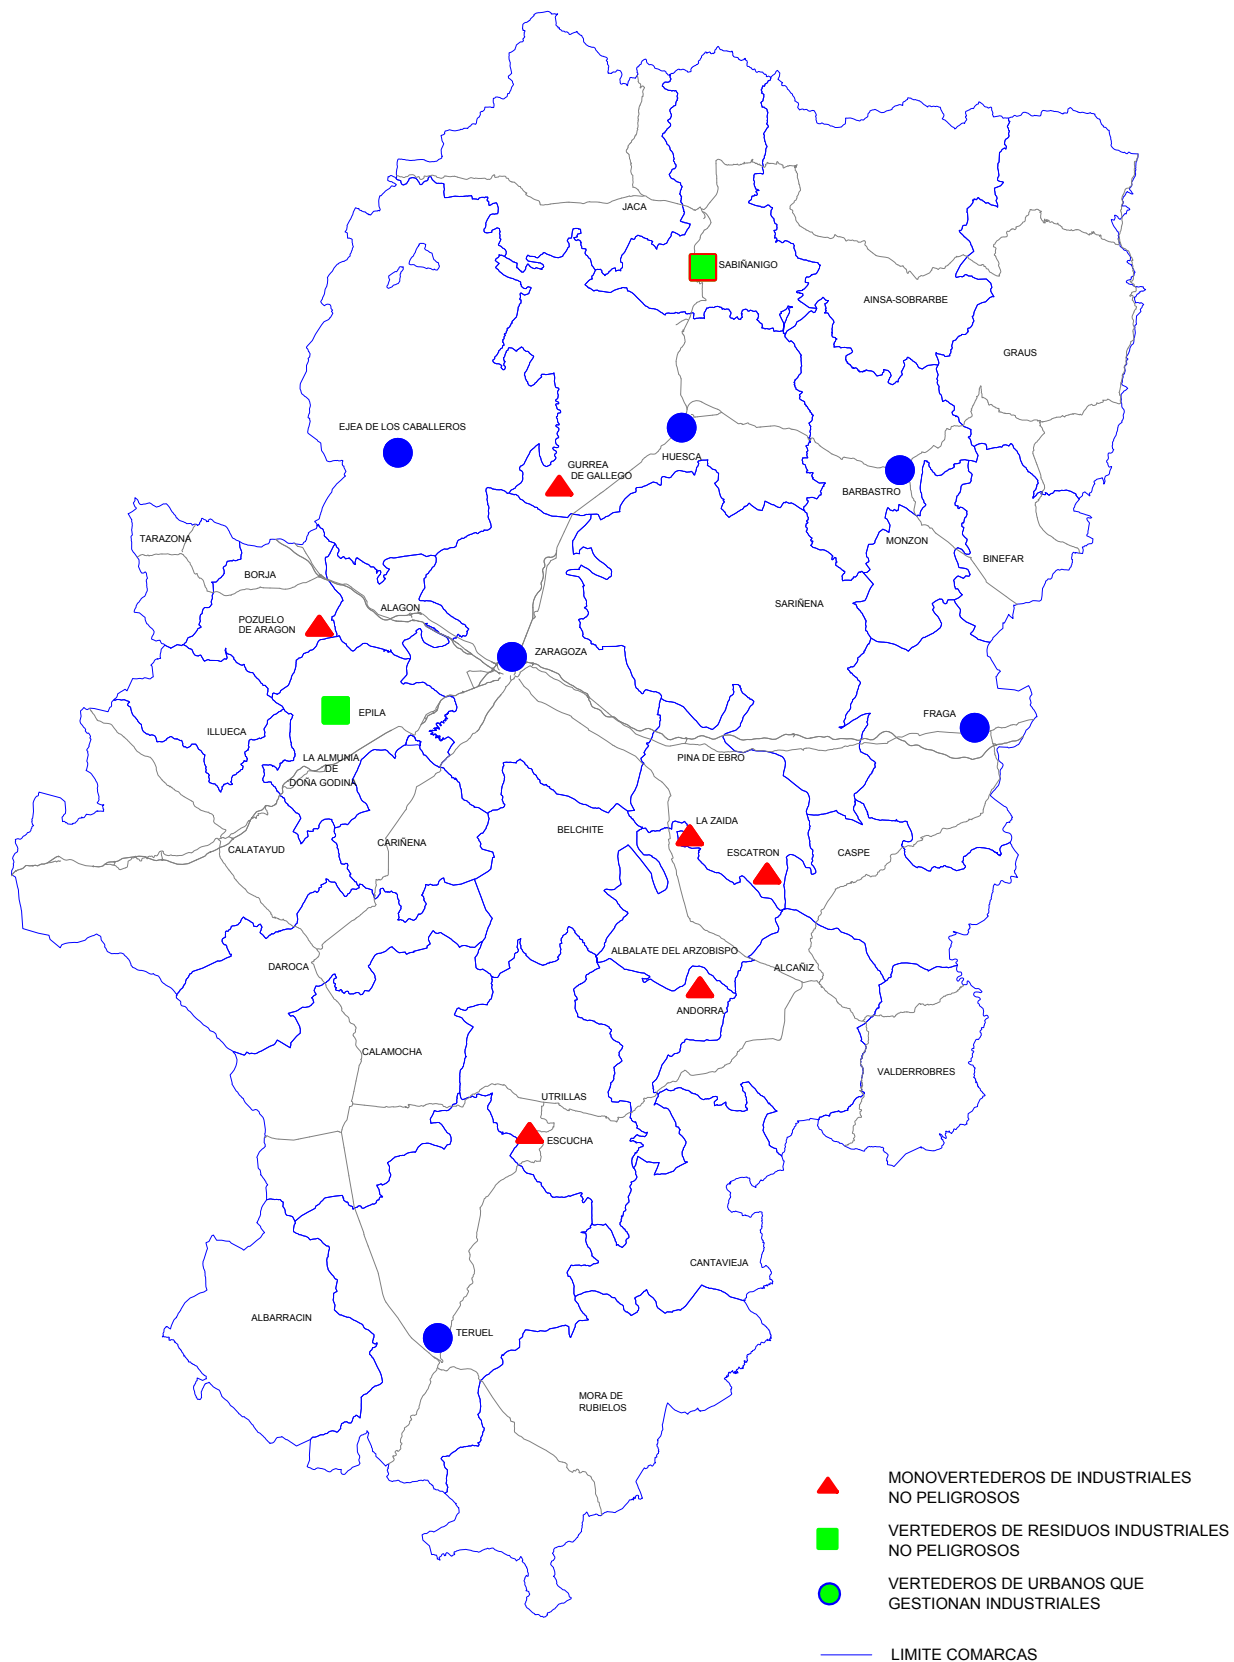 JACA
SABIÑANIGO
AINSA-SOBRARBE
GRAUS
EJEA DE LOS CABALLEROS
HUESCA
GURREA
DE GALLEGO
BARBASTRO
TARAZONA
MONZON
BINEFAR
BORJA
ALAGON
SARIÑENA
POZUELO
DE ARAGON
ZARAGOZA
EPILA
FRAGA
ILLUECA
LA ALMUNIA
DE
DOÑA GODINA
PINA DE EBRO
LA ZAIDA
BELCHITE
CALATAYUD
CARIÑENA
ESCATRON
CASPE
ALBALATE DEL ARZOBISPO
DAROCA
ALCAÑIZ
ANDORRA
CALAMOCHA
VALDERROBRES
UTRILLAS
ESCUCHA
CANTAVIEJA
ALBARRACIN
TERUEL
MORA DE
RUBIELOS
MONOVERTEDEROS DE INDUSTRIALES
NO PELIGROSOS
VERTEDEROS DE RESIDUOS INDUSTRIALES
NO PELIGROSOS
VERTEDEROS DE URBANOS QUE
GESTIONAN INDUSTRIALES
LIMITE COMARCAS